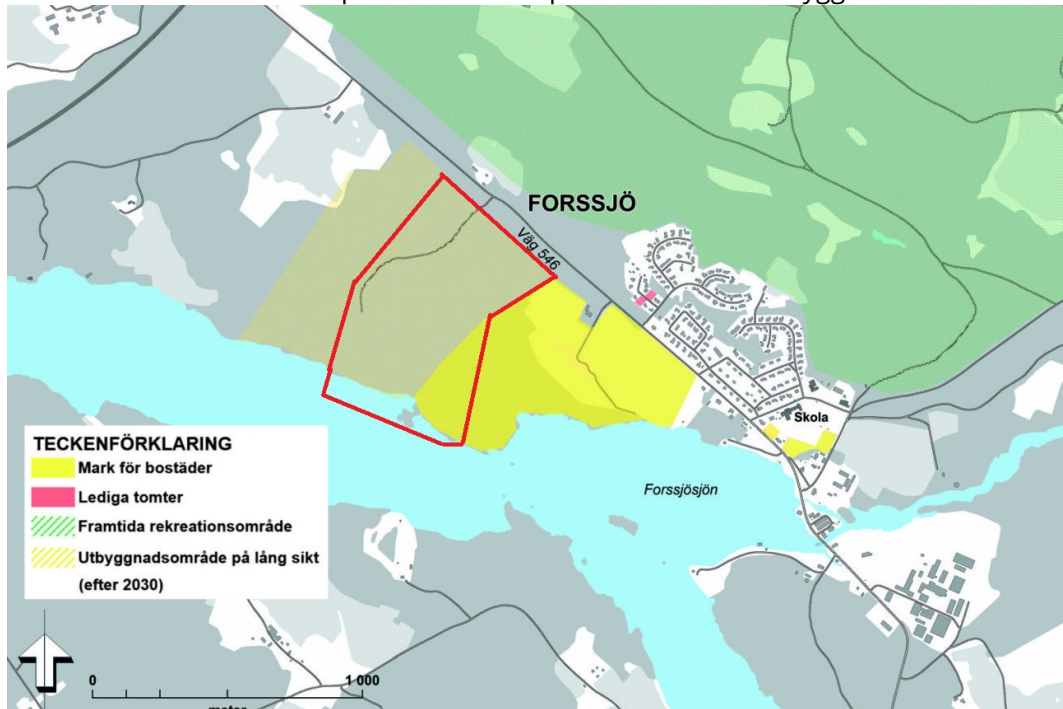 FORSSJÖ
Väg 546
Skola
Forssjösjön
TECKENFÖRKLARING
Mark för bostäder
Lediga tomter
Framtida rekreationsområde
Utbyggnadsområde på lång sikt
(efter 2030)
0 1 000
meter